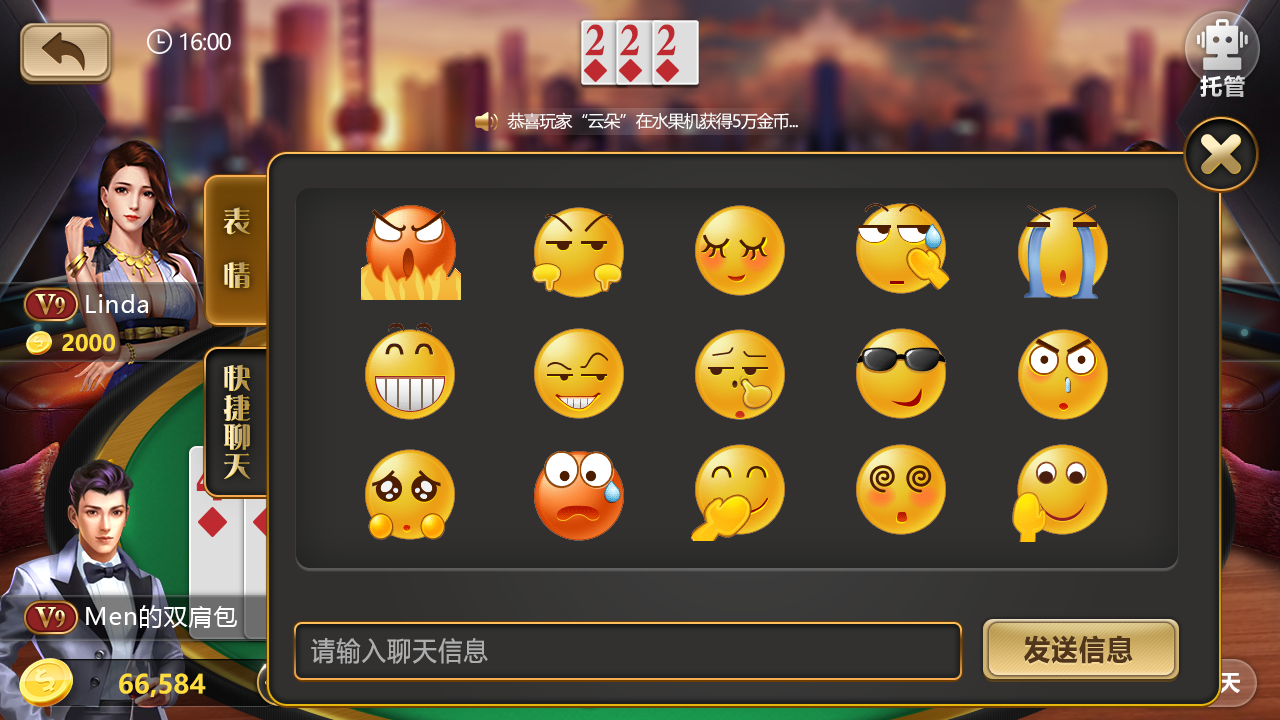 16:00
2 2 2
托管
恭喜玩家“云朵”在水果机获得5万金币...
表情
V9 Linda
2000
快捷聊天
V9 Men的双肩包
66,584
请输入聊天信息
发送信息
天